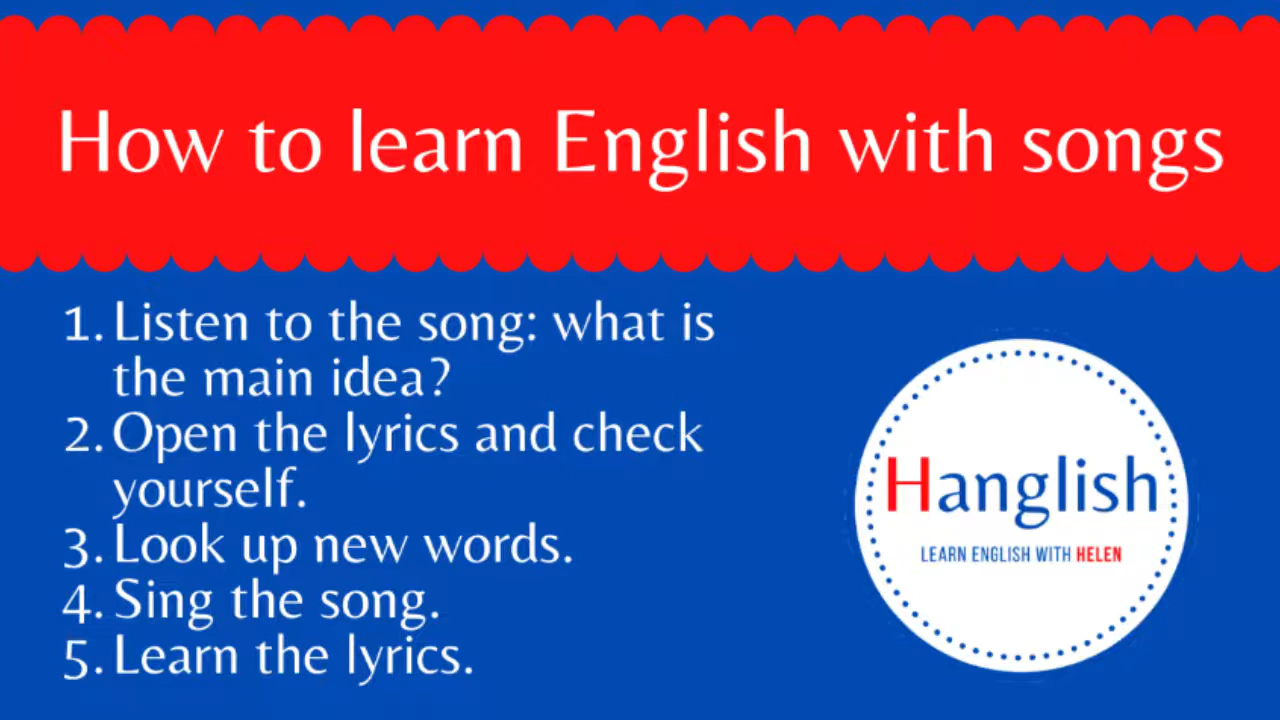 How to learn English with songs
1. Listen to the song: what is
the main idea?
2. Open the lyrics and check
yourself.
3. Look up new words.
4. Sing the song.
5. Learn the lyrics.
Hanglish
LEARN ENGLISH WITH HELEN